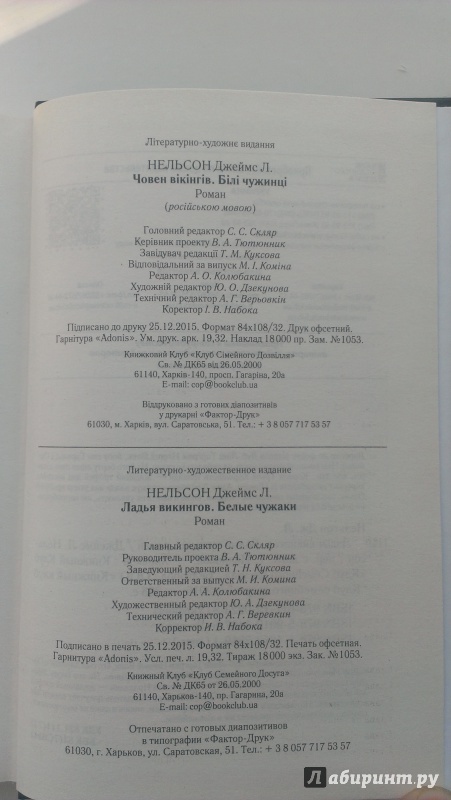 Літературно-художнє видання
НЕЛЬСОН Джеймс Л.
Човен вікінгів. Білі чужинці
Роман
(російською мовою)
Головний редактор С. С. Скляр
Керівник проекту В. А. Тютюнник
Завідувач редакції Т. М. Куксова
Відповідальний за випуск М. І. Коміна
Редактор А. О. Колюбакина
Художній редактор Ю. О. Дзекунова
Технічний редактор А. Г. Верьовкін
Коректор І. В. Набока
Підписано до друку 25.12.2015. Формат 84х108/32. Друк офсетний.
Гарнітура «Adonis». Ум. друк. арк. 19,32. Наклад 18000 пр. Зам. №1053.
Книжковий Клуб «Клуб Сімейного Дозвілля»
Св. № ДК65 від 26.05.2000
61140, Харків-140, просп. Гагаріна, 20а
E-mail: cop@bookclub.ua
Віддруковано з готових діапозитивів
у друкарні «Фактор-Друк»
61030, м. Харків, вул. Саратовська, 51. Тел.: + 3 8 057 717 53 57
Литературно-художественное издание
НЕЛЬСОН Джеймс Л.
Ладья викингов. Белые чужаки
Роман
Главный редактор С. С. Скляр
Руководитель проекта В. А. Тютюнник
Заведующий редакцией Т. Н. Куксова
Ответственный за выпуск М. И. Комина
Редактор А. А. Колюбакина
Художественный редактор Ю. А. Дзекунова
Технический редактор А. Г. Веревкин
Корректор И. В. Набока
Подписано в печать 25.12.2015. Формат 84х108/32. Печать офсетная.
Гарнитура «Adonis». Усл. печ. л. 19,32. Тираж 18000 экз. Зак. №1053.
Книжный Клуб «Клуб Семейного Досуга»
Св. № ДК65 от 26.05.2000
61140, Харьков-140, пр. Гагарина, 20а
E-mail: cop@bookclub.ua
Отпечатано с готовых диапозитивов
в типографии «Фактор-Друк»
61030, г. Харьков, ул. Саратовская, 51. Тел.: + 3 8 057 717 53 57
Лабиринт.ру